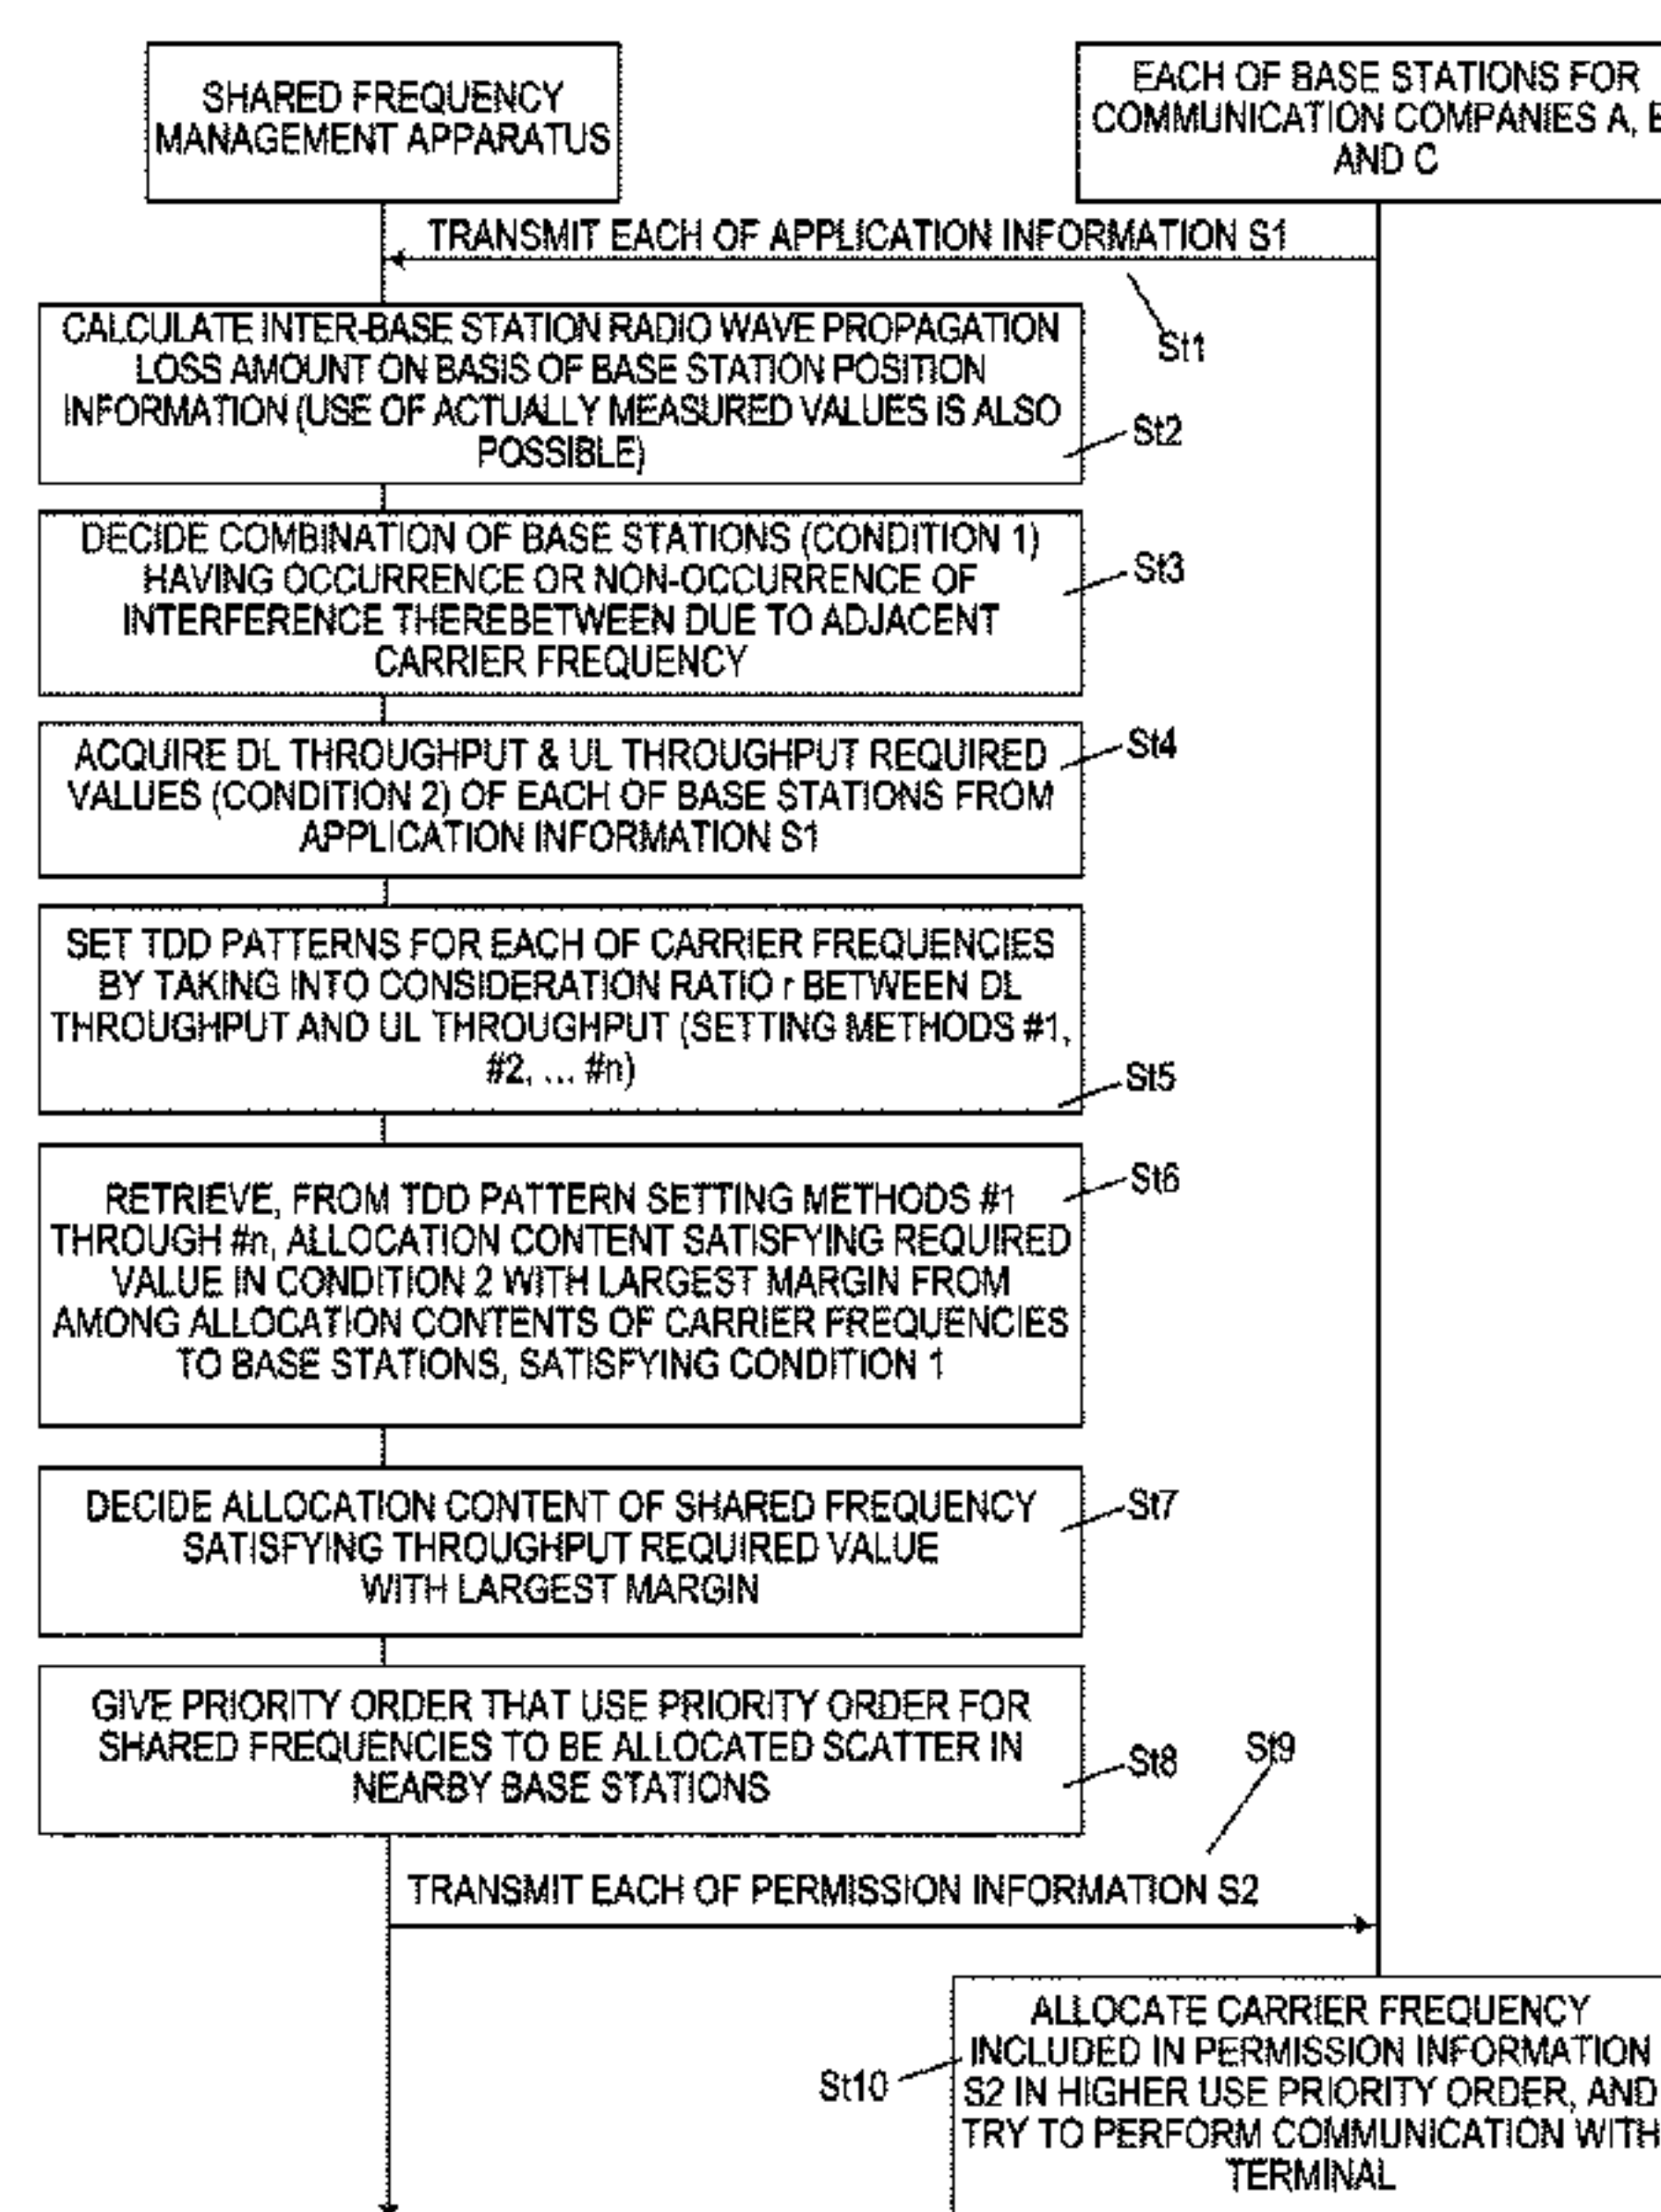 SHARED FREQUENCY
MANAGEMENT APPARATUS
EACH OF BASE STATIONS FOR
COMMUNICATION COMPANIES A,
AND C
TRANSMIT EACH OF APPLICATION INFORMATION S1
St1
CALCULATE INTER-BASE STATION RADIO WAVE PROPAGATION
LOSS AMOUNT ON BASIS OF BASE STATION POSITION
INFORMATION (USE OF ACTUALLY MEASURED VALUES IS ALSO
POSSIBLE)
St2
DECIDE COMBINATION OF BASE STATIONS (CONDITION 1)
HAVING OCCURRENCE OR NON-OCCURRENCE OF
INTERFERENCE THEREBETWEEN DUE TO ADJACENT
CARRIER FREQUENCY
St3
ACQUIRE DL THROUGHPUT & UL THROUGHPUT REQUIRED
VALUES (CONDITION 2) OF EACH OF BASE STATIONS FROM
APPLICATION INFORMATION S1
St4
SET TDD PATTERNS FOR EACH OF CARRIER FREQUENCIES
BY TAKING INTO CONSIDERATION RATIO r BETWEEN DL
THROUGHPUT AND UL THROUGHPUT (SETTING METHODS #1,
#2, ... #n)
St5
RETRIEVE, FROM TDD PATTERN SETTING METHODS #1
THROUGH #n, ALLOCATION CONTENT SATISFYING REQUIRED
VALUE IN CONDITION 2 WITH LARGEST MARGIN FROM
AMONG ALLOCATION CONTENTS OF CARRIER FREQUENCIES
TO BASE STATIONS, SATISFYING CONDITION 1
St6
DECIDE ALLOCATION CONTENT OF SHARED FREQUENCY
SATISFYING THROUGHPUT REQUIRED VALUE
WITH LARGEST MARGIN
St7
GIVE PRIORITY ORDER THAT USE PRIORITY ORDER FOR
SHARED FREQUENCIES TO BE ALLOCATED SCATTER IN
NEARBY BASE STATIONS
St8
St9
TRANSMIT EACH OF PERMISSION INFORMATION S2
ALLOCATE CARRIER FREQUENCY
INCLUDED IN PERMISSION INFORMATION
S2 IN HIGHER USE PRIORITY ORDER, AND
TRY TO PERFORM COMMUNICATION WITH
TERMINAL
St10